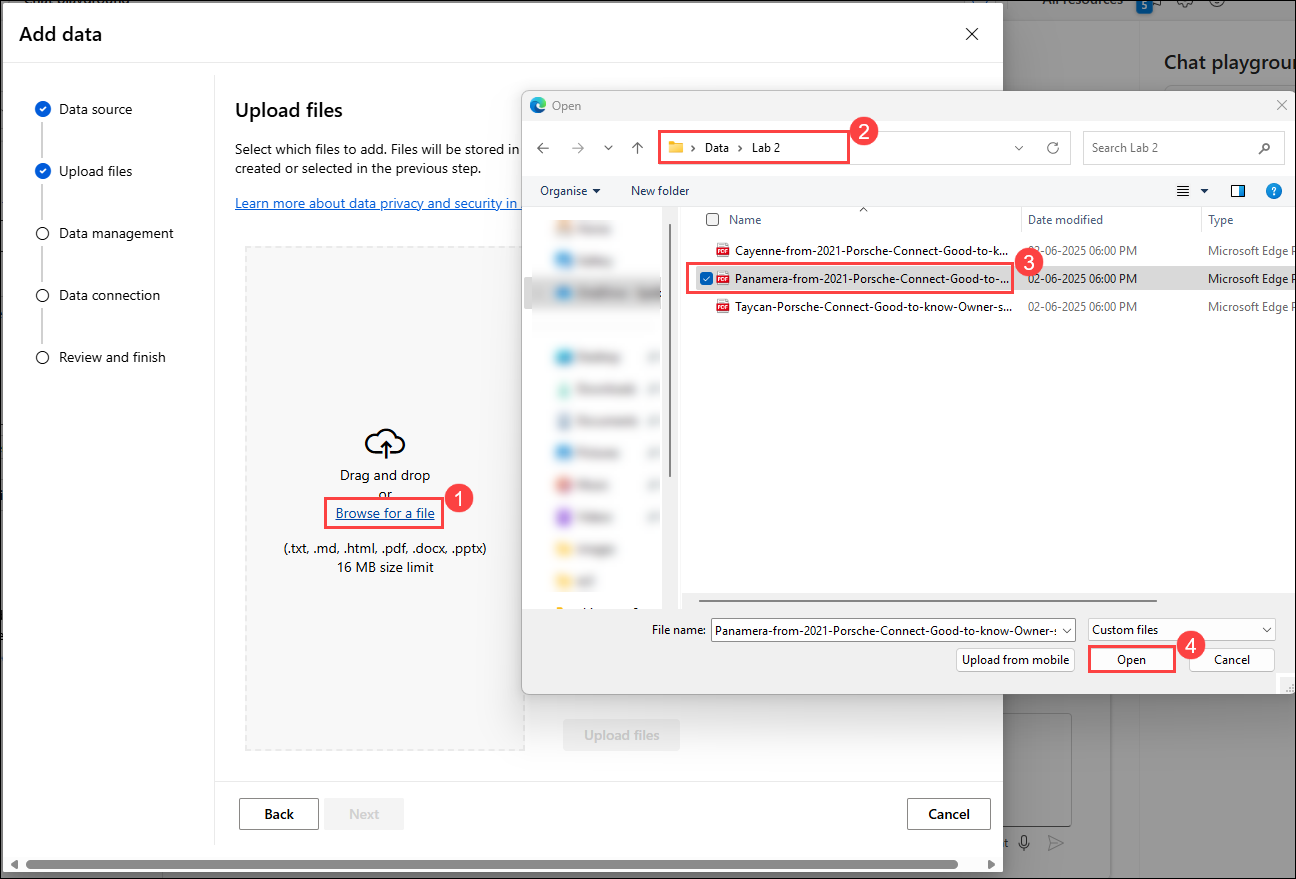 Add data
Data source
Upload files
Data management
Data connection
Review and finish
Upload files
Select which files to add. Files will be stored in
created or selected in the previous step.
Learn more about data privacy and security in
Drag and drop
or
Browse for a file
1
(.txt, .md, .html, .pdf, .docx, .pptx)
16 MB size limit
Upload files
Back
Next
Cancel
All resources
5
Chat playgroun
Open
Data
Lab 2
2
Search Lab 2
Organise
New folder
Name
Date modified
Type
PDF Cayenne-from-2021-Porsche-Connect-Good-to-k... 02-06-2025 06:00 PM Microsoft Edge P
3
PDF Panamera-from-2021-Porsche-Connect-Good-to-... 02-06-2025 06:00 PM Microsoft Edge P
PDF Taycan-Porsche-Connect-Good-to-know-Owner-s... 02-06-2025 06:00 PM Microsoft Edge P
File name:
Panamera-from-2021-Porsche-Connect-Good-to-know-Owner-s
Custom files
Upload from mobile
Open
4
Cancel